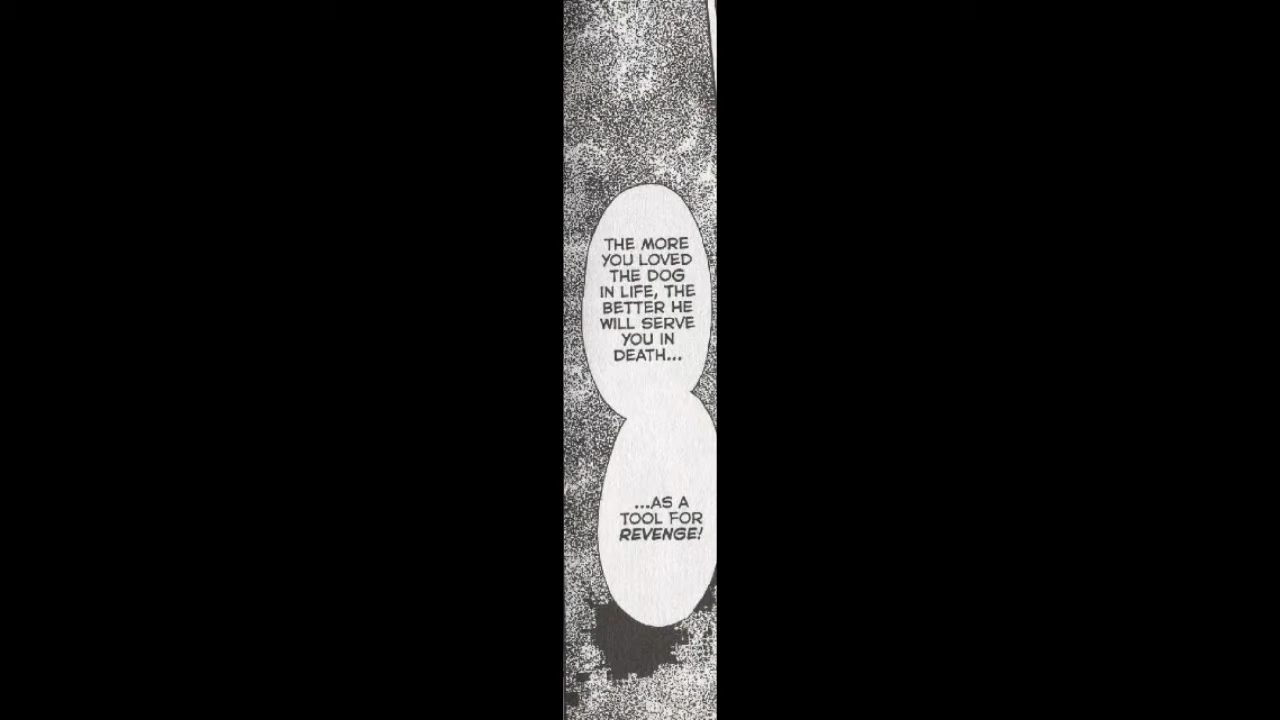 THE MORE
YOU LOVED
THE DOG
IN LIFE, THE
BETTER HE
WILL SERVE
YOU IN
DEATH...
...AS A
TOOL FOR
REVENGE!